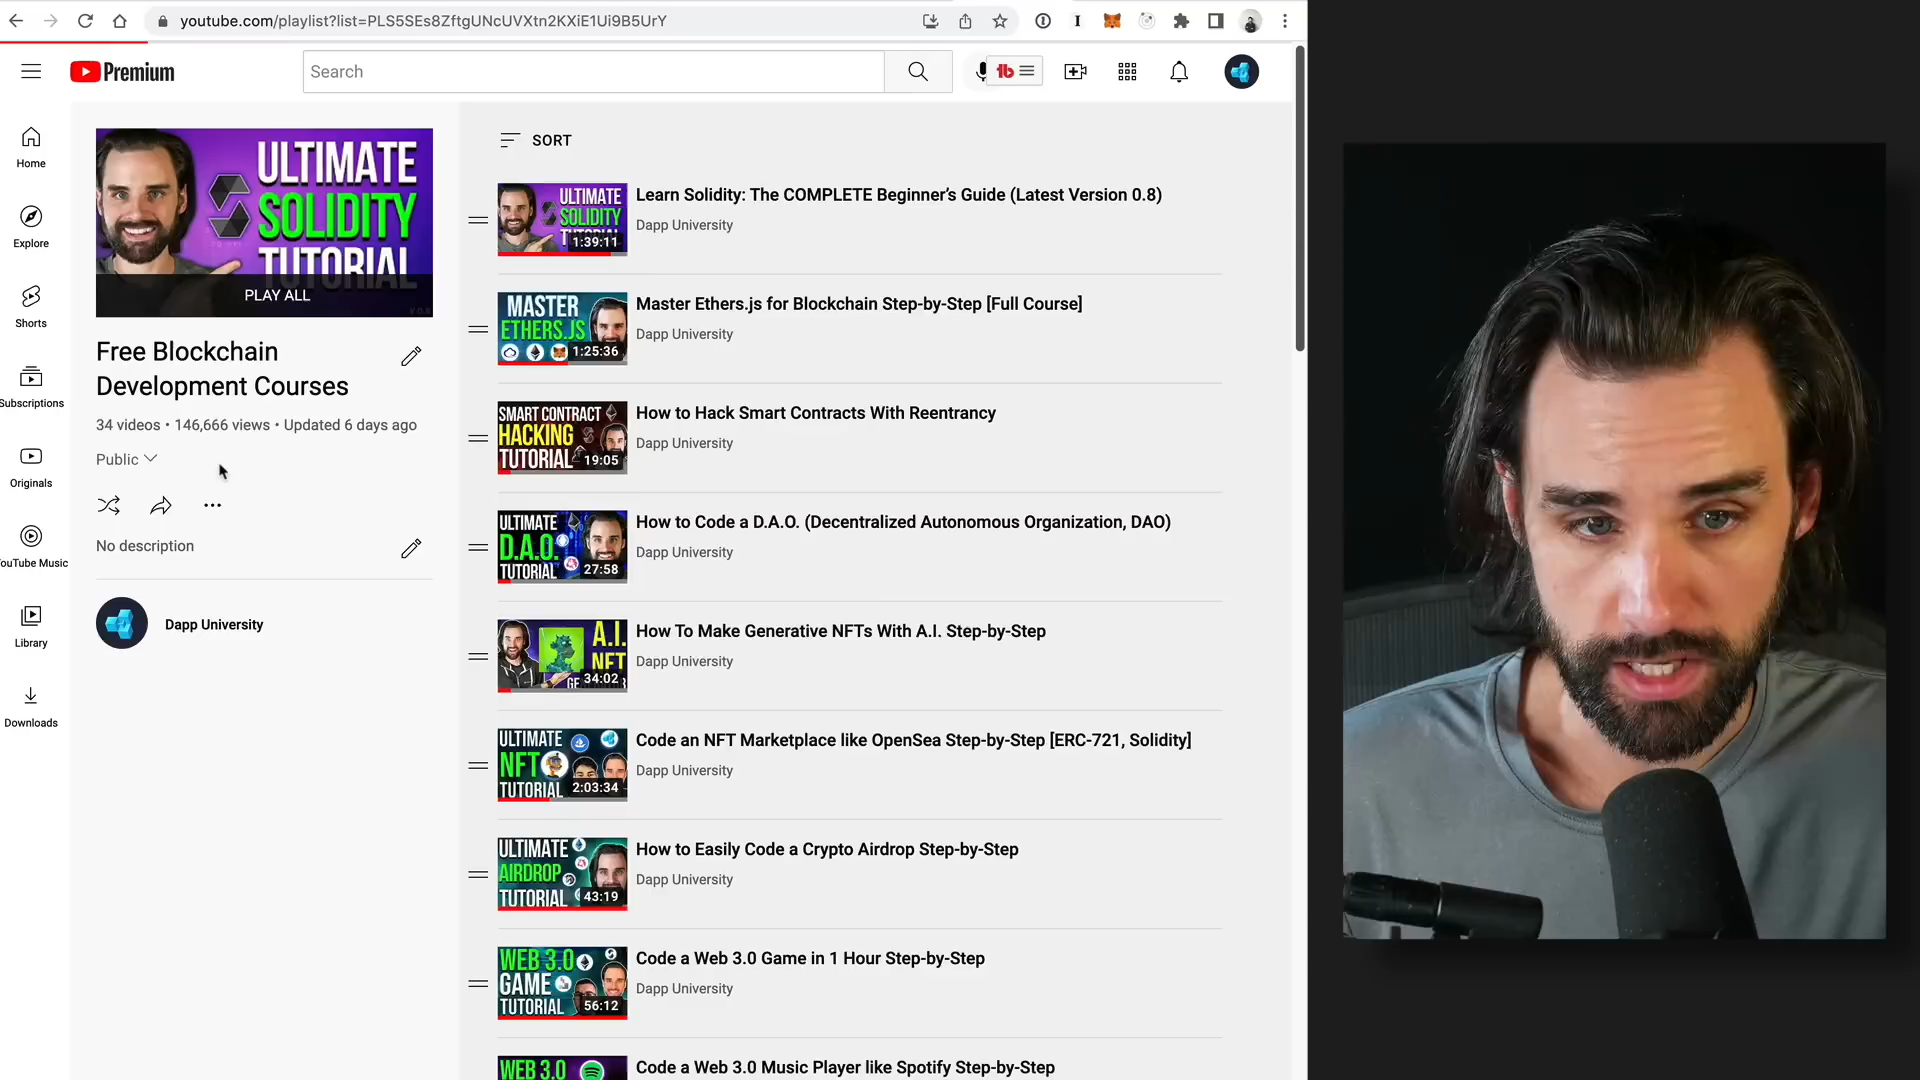 youtube.com/playlist?list=PLS5SEs8ZftgUNcUVXtn2KXiE1Ui9B5UrY
Premium
Search
Home
Explore
Shorts
Subscriptions
Originals
YouTube Music
Library
Downloads
ULTIMATE
SOLIDITY
TUTORIAL
PLAY ALL
Free Blockchain
Development Courses
34 videos • 146,666 views • Updated 6 days ago
Public
No description
Dapp University
SORT
ULTIMATE
SOLIDITY
1:39:11
Learn Solidity: The COMPLETE Beginner's Guide (Latest Version 0.8)
Dapp University
MASTER
ETHERS.JS
1:25:36
Master Ethers.js for Blockchain Step-by-Step [Full Course]
Dapp University
SMART CONTRACT
HACKING
TUTORIAL
19:05
How to Hack Smart Contracts With Reentrancy
Dapp University
ULTIMATE
D.A.O.
TUTORIAL
27:58
How to Code a D.A.O. (Decentralized Autonomous Organization, DAO)
Dapp University
A.I.
NFT
34:02
How To Make Generative NFTs With A.I. Step-by-Step
Dapp University
ULTIMATE
NFT
TUTORIAL
2:03:34
Code an NFT Marketplace like OpenSea Step-by-Step [ERC-721, Solidity]
Dapp University
ULTIMATE
AIRDROP
TUTORIAL
43:19
How to Easily Code a Crypto Airdrop Step-by-Step
Dapp University
WEB 3.0
GAME
TUTORIAL
56:12
Code a Web 3.0 Game in 1 Hour Step-by-Step
Dapp University
WEB 3.0
Code a Web 3.0 Music Player like Spotify Step-by-Step